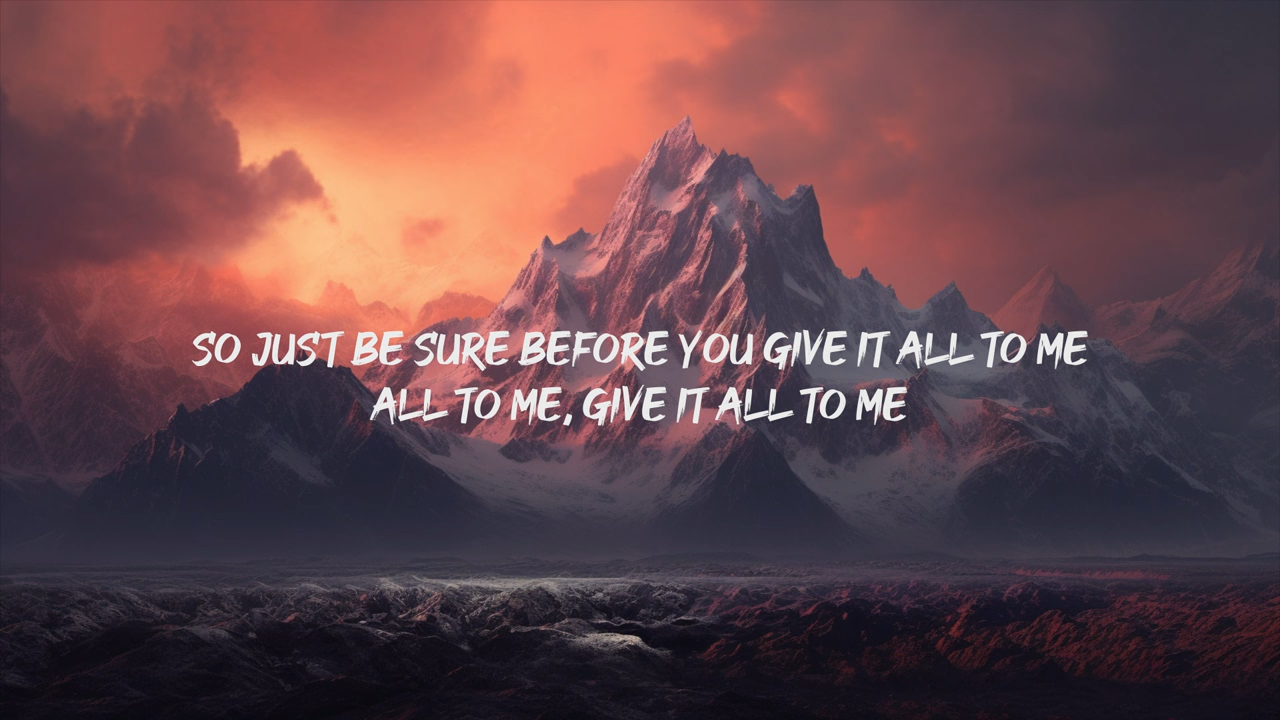 SO JUST BE SURE BEFORE YOU GIVE IT ALL TO ME
ALL TO ME, GIVE IT ALL TO ME